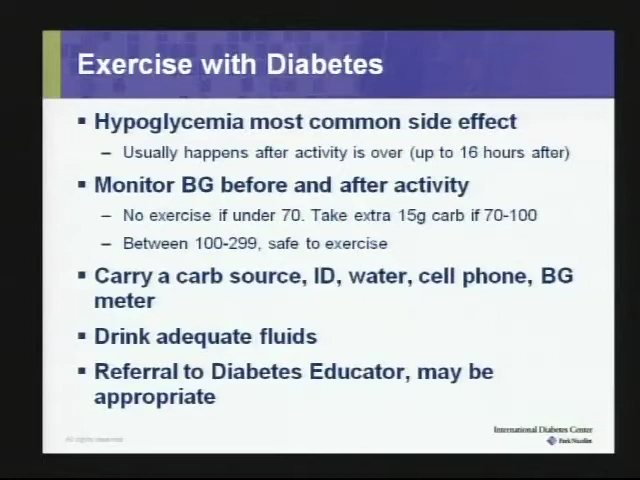 Exercise with Diabetes
▪ Hypoglycemia most common side effect
– Usually happens after activity is over (up to 16 hours after)
▪ Monitor BG before and after activity
– No exercise if under 70. Take extra 15g carb if 70-100
– Between 100-299, safe to exercise
▪ Carry a carb source, ID, water, cell phone, BG
meter
▪ Drink adequate fluids
▪ Referral to Diabetes Educator, may be
appropriate
International Diabetes Center
Park Nicollet
All rights reserved